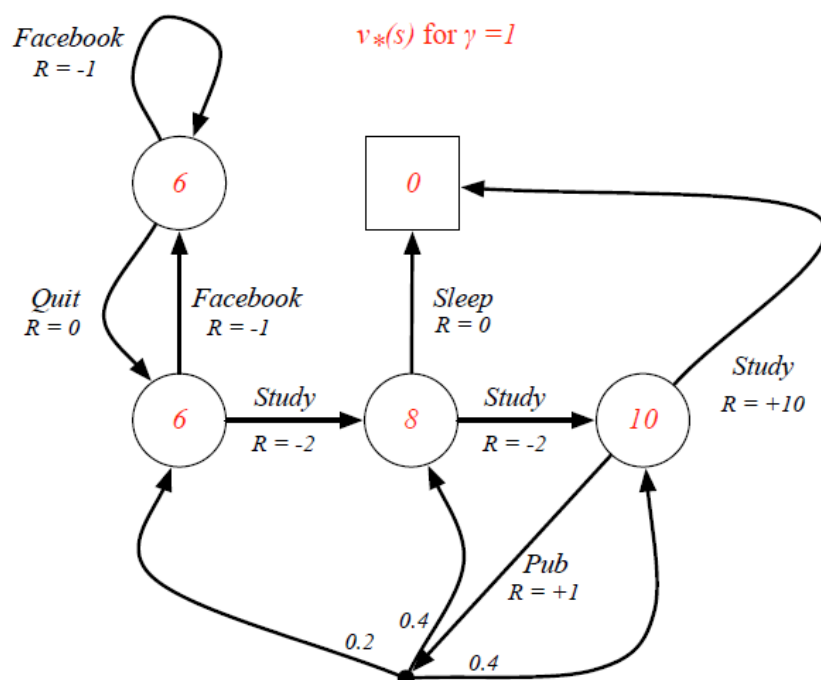 v*(s) for γ =1
Facebook
R = -1
6
0
Quit
R = 0
Facebook
R = -1
Sleep
R = 0
Study
R = +10
6
Study
R = -2
8
Study
R = -2
10
Pub
R = +1
0.2
0.4
0.4